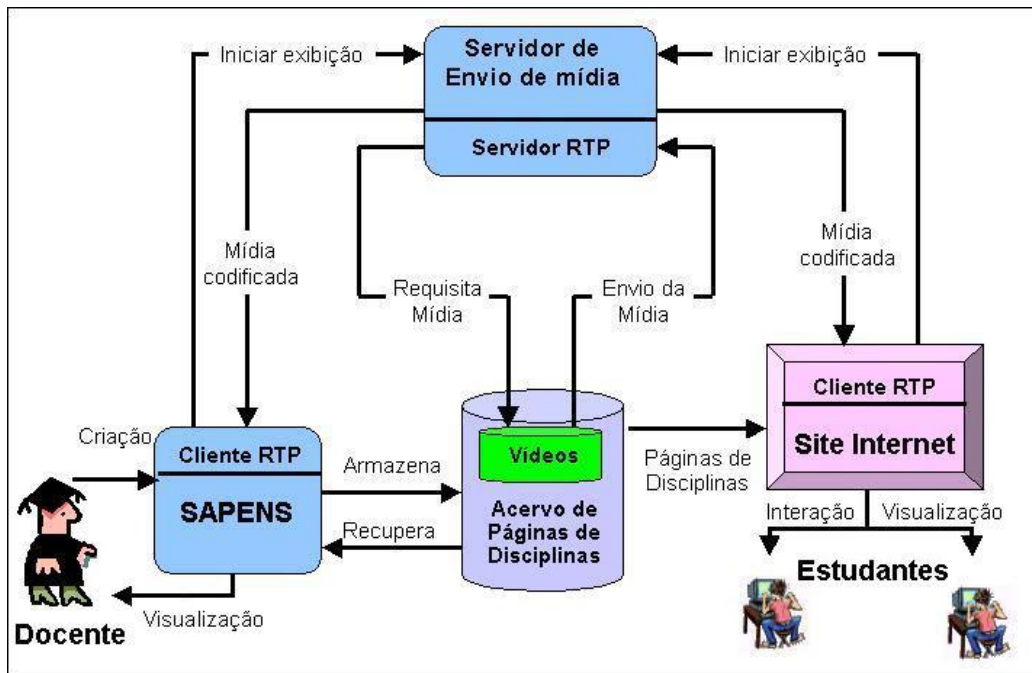 Iniciar exibição
Servidor de
Envio de mídia
Iniciar exibição
Servidor RTP
Mídia
codificada
Requisita
Mídia
Envio da
Mídia
Mídia
codificada
Criação
Cliente RTP
SAPENS
Armazena
Recupera
Vídeos
Acervo de
Páginas de
Disciplinas
Páginas de
Disciplinas
Cliente RTP
Site Internet
Interação
Visualização
Estudantes
Docente
Visualização